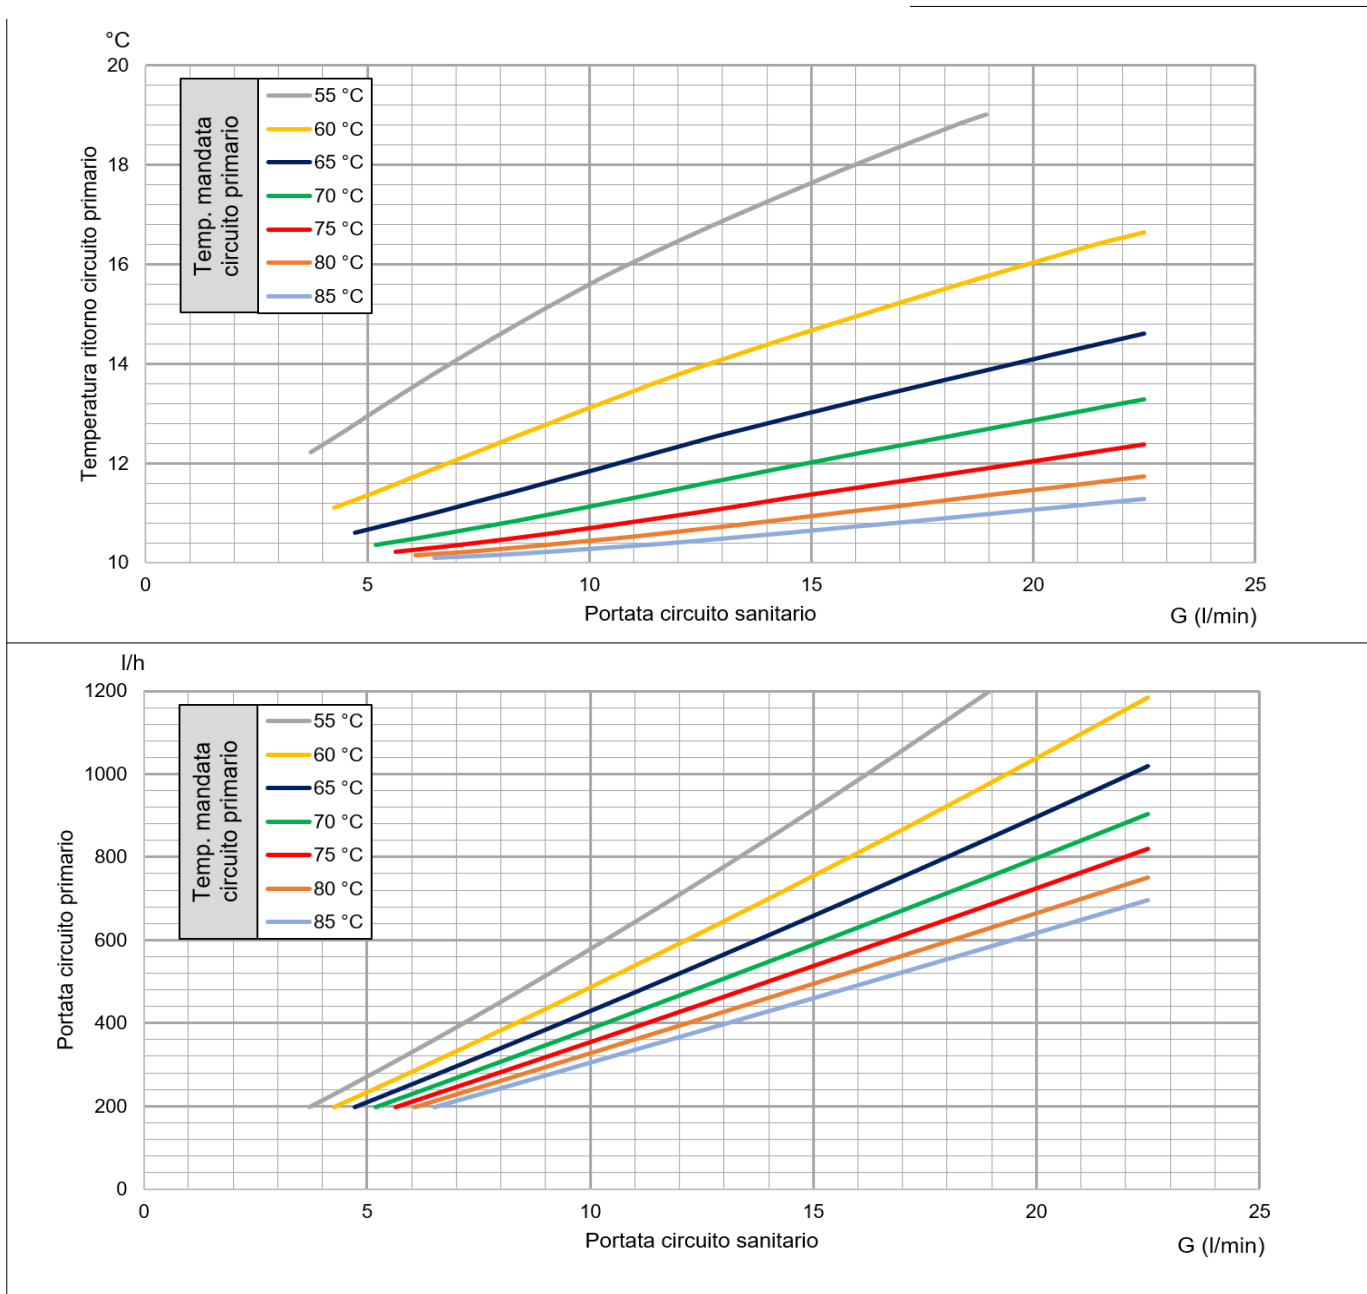 °C
20
18
16
14
12
10
Temperatura ritorno circuito primario
Temp. mandata
circuito primario
55 °C
60 °C
65 °C
70 °C
75 °C
80 °C
85 °C
0
5
10
15
20
25
Portata circuito sanitario
G (l/min)
l/h
1200
1000
800
600
400
200
0
Portata circuito primario
Temp. mandata
circuito primario
55 °C
60 °C
65 °C
70 °C
75 °C
80 °C
85 °C
0
5
10
15
20
25
Portata circuito sanitario
G (l/min)